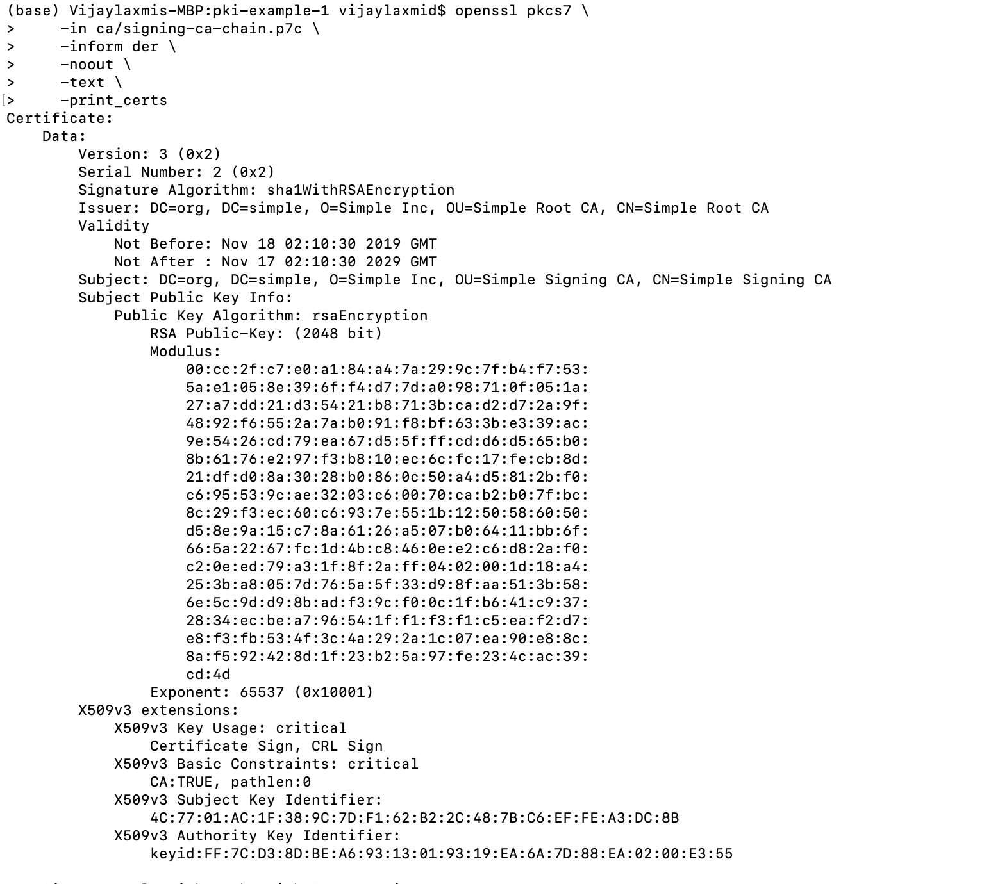 (base) Vijaylaxmis-MBP:pki-example-1 vijaylaxmid$ openssl pkcs7 \
>     -in ca/signing-ca-chain.p7c \
>     -inform der \
>     -noout \
>     -text \
[>     -print_certs
Certificate:
    Data:
        Version: 3 (0x2)
        Serial Number: 2 (0x2)
        Signature Algorithm: sha1WithRSAEncryption
        Issuer: DC=org, DC=simple, O=Simple Inc, OU=Simple Root CA, CN=Simple Root CA
        Validity
            Not Before: Nov 18 02:10:30 2019 GMT
            Not After : Nov 17 02:10:30 2029 GMT
        Subject: DC=org, DC=simple, O=Simple Inc, OU=Simple Signing CA, CN=Simple Signing CA
        Subject Public Key Info:
            Public Key Algorithm: rsaEncryption
                RSA Public-Key: (2048 bit)
                Modulus:
                    00:cc:2f:c7:e0:a1:84:a4:7a:29:9c:7f:b4:f7:53:
                    5a:e1:05:8e:39:6f:f4:d7:7d:a0:98:71:0f:05:1a:
                    27:a7:dd:21:d3:54:21:b8:71:3b:ca:d2:d7:2a:9f:
                    48:92:f6:55:2a:7a:b0:91:f8:bf:63:3b:e3:39:ac:
                    9e:54:26:cd:79:ea:67:d5:5f:ff:cd:d6:d5:65:b0:
                    8b:61:76:e2:97:f3:b8:10:ec:6c:fc:17:fe:cb:8d:
                    21:df:d0:8a:30:28:b0:86:0c:50:a4:d5:81:2b:f0:
                    c6:95:53:9c:ae:32:03:c6:00:70:ca:b2:b0:7f:bc:
                    8c:29:f3:ec:60:c6:93:7e:55:1b:12:50:58:60:50:
                    d5:8e:9a:15:c7:8a:61:26:a5:07:b0:64:11:bb:6f:
                    66:5a:22:67:fc:1d:4b:c8:46:0e:e2:c6:d8:2a:f0:
                    c2:0e:ed:79:a3:1f:8f:2a:ff:04:02:00:1d:18:a4:
                    25:3b:a8:05:7d:76:5a:5f:33:d9:8f:aa:51:3b:58:
                    6e:5c:9d:d9:8b:ad:f3:9c:f0:0c:1f:b6:41:c9:37:
                    28:34:ec:be:a7:96:54:1f:f1:f3:f1:c5:ea:f2:d7:
                    e8:f3:fb:53:4f:3c:4a:29:2a:1c:07:ea:90:e8:8c:
                    8a:f5:92:42:8d:1f:23:b2:5a:97:fe:23:4c:ac:39:
                    cd:4d
                Exponent: 65537 (0x10001)
        X509v3 extensions:
            X509v3 Key Usage: critical
                Certificate Sign, CRL Sign
            X509v3 Basic Constraints: critical
                CA:TRUE, pathlen:0
            X509v3 Subject Key Identifier:
                4C:77:01:AC:1F:38:9C:7D:F1:62:B2:2C:48:7B:C6:EF:FE:A3:DC:8B
            X509v3 Authority Key Identifier:
                keyid:FF:7C:D3:8D:BE:A6:93:13:01:93:19:EA:6A:7D:88:EA:02:00:E3:55